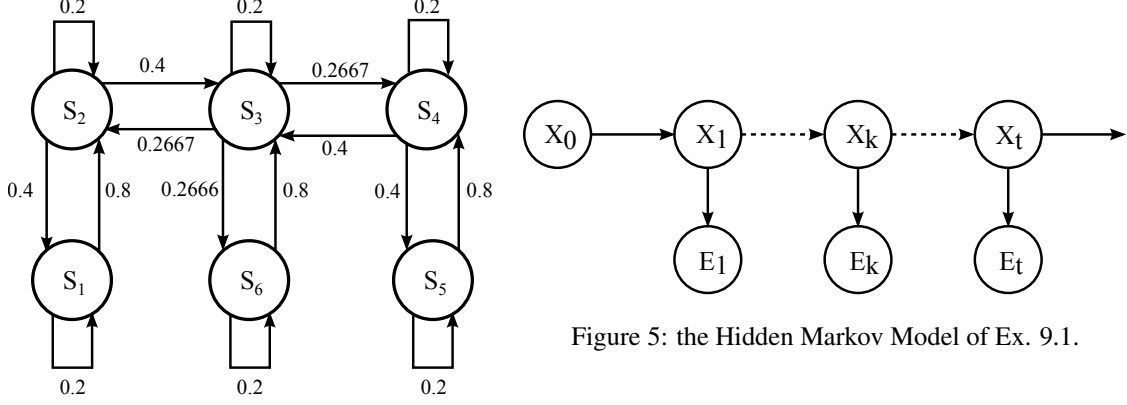 0.2 0.2 0.2
0.4 0.2667
S2 S3 S4
0.2667 0.4
0.4 0.8 0.2666 0.8 0.4 0.8
S1 S6 S5
0.2 0.2 0.2
X0 X1 Xk Xt
E1 Ek Et
Figure 5: the Hidden Markov Model of Ex. 9.1.